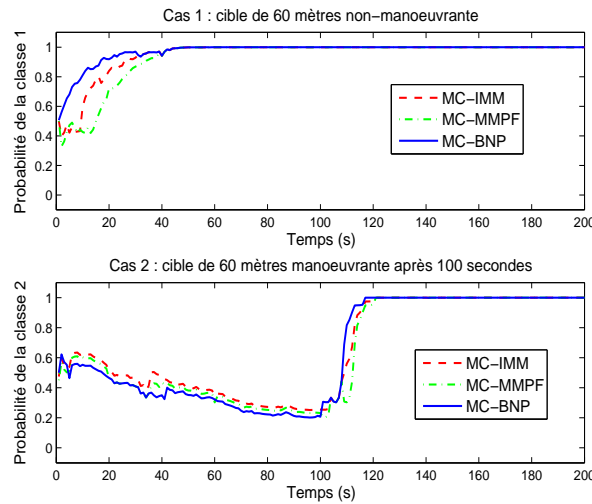 Cas 1 : cible de 60 mètres non−manoeuvrante
Probabilité de la classe 1
1
0.8
0.6
0.4
0.2
0
MC−IMM
MC−MMPF
MC−BNP
0 20 40 60 80 100 120 140 160 180 200
Temps (s)
Cas 2 : cible de 60 mètres manoeuvrante après 100 secondes
Probabilité de la classe 2
1
0.8
0.6
0.4
0.2
0
MC−IMM
MC−MMPF
MC−BNP
0 20 40 60 80 100 120 140 160 180 200
Temps (s)